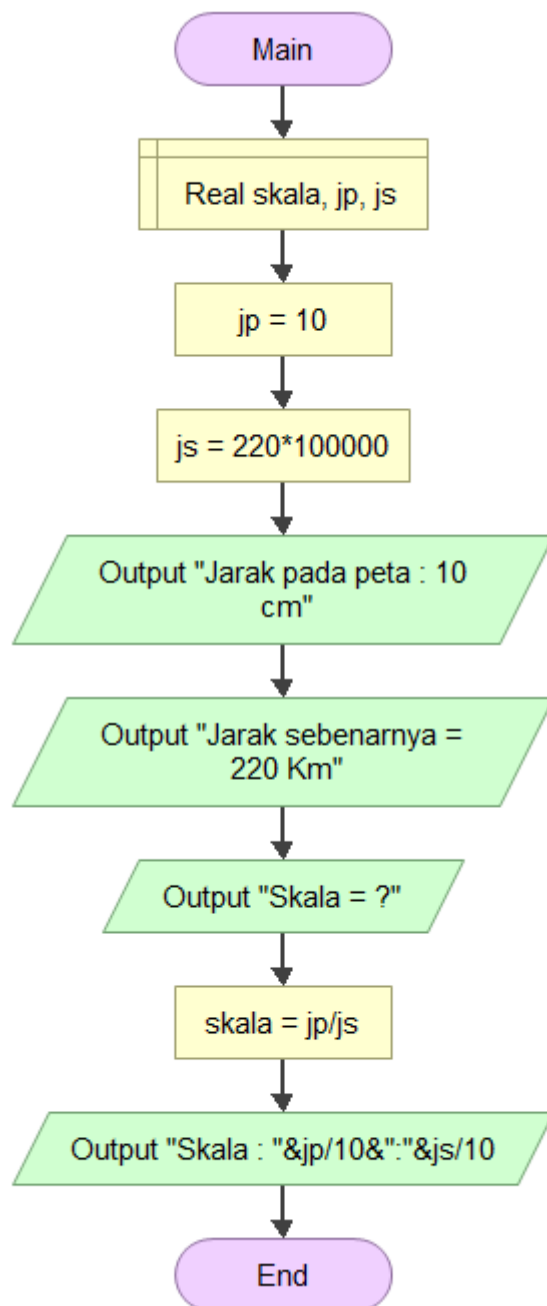 Main
Real skala, jp, js
jp = 10
js = 220*100000
Output "Jarak pada peta : 10
cm"
Output "Jarak sebenarnya =
220 Km"
Output "Skala = ?"
skala = jp/js
Output "Skala : "&jp/10&":"&js/10
End